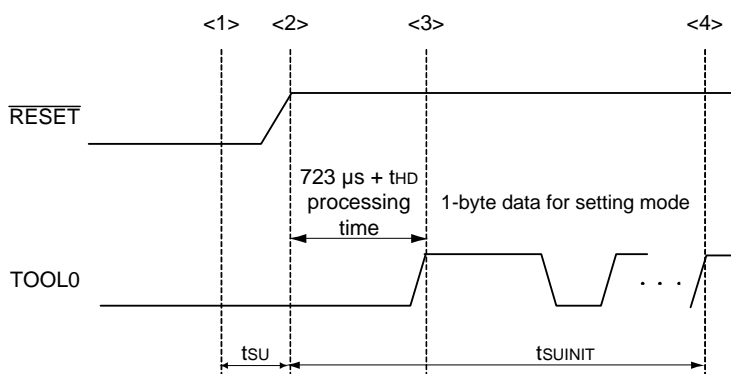 <1> <2> <3> <4>
RESET
723 µs + tHD
processing
time
1-byte data for setting mode
TOOL0
. . .
tSU
tSUINIT